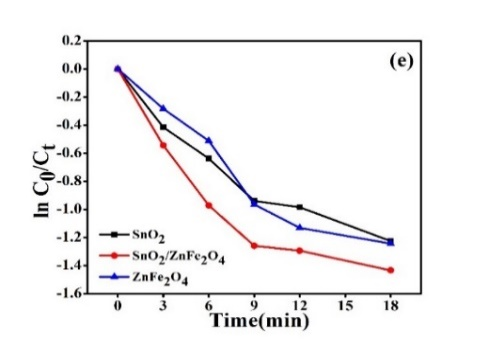 (e)
0.2
0.0
-0.2
-0.4
-0.6
-0.8
-1.0
-1.2
-1.4
-1.6
ln C₀/Cₜ
SnO₂
SnO₂/ZnFe₂O₄
ZnFe₂O₄
0 3 6 9 12 15 18
Time(min)